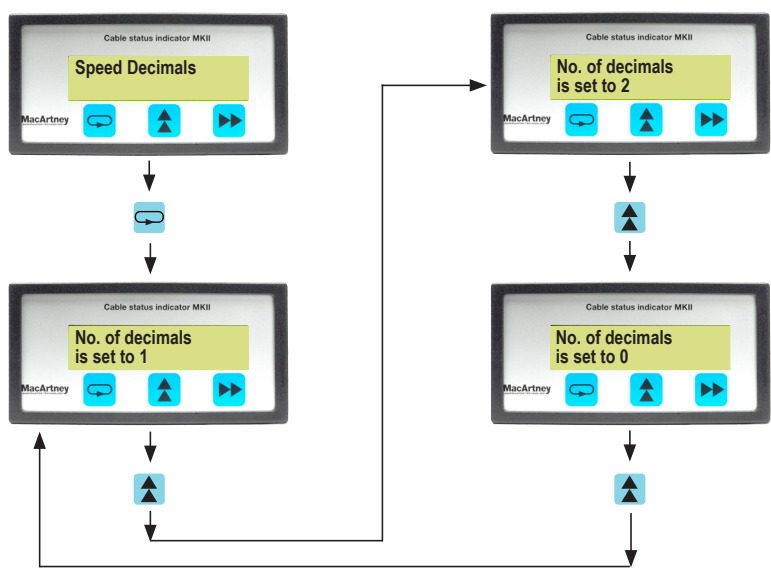 Cable status indicator MKII
Speed Decimals
MacArtney
Cable status indicator MKII
No. of decimals
is set to 1
MacArtney
Cable status indicator MKII
No. of decimals
is set to 2
MacArtney
Cable status indicator MKII
No. of decimals
is set to 0
MacArtney